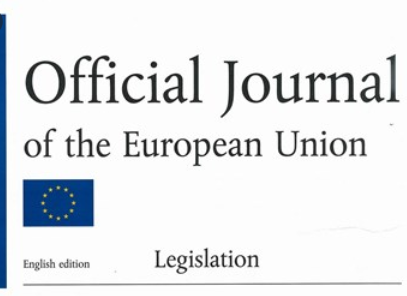 Official Journal
of the European Union
English edition
Legislation